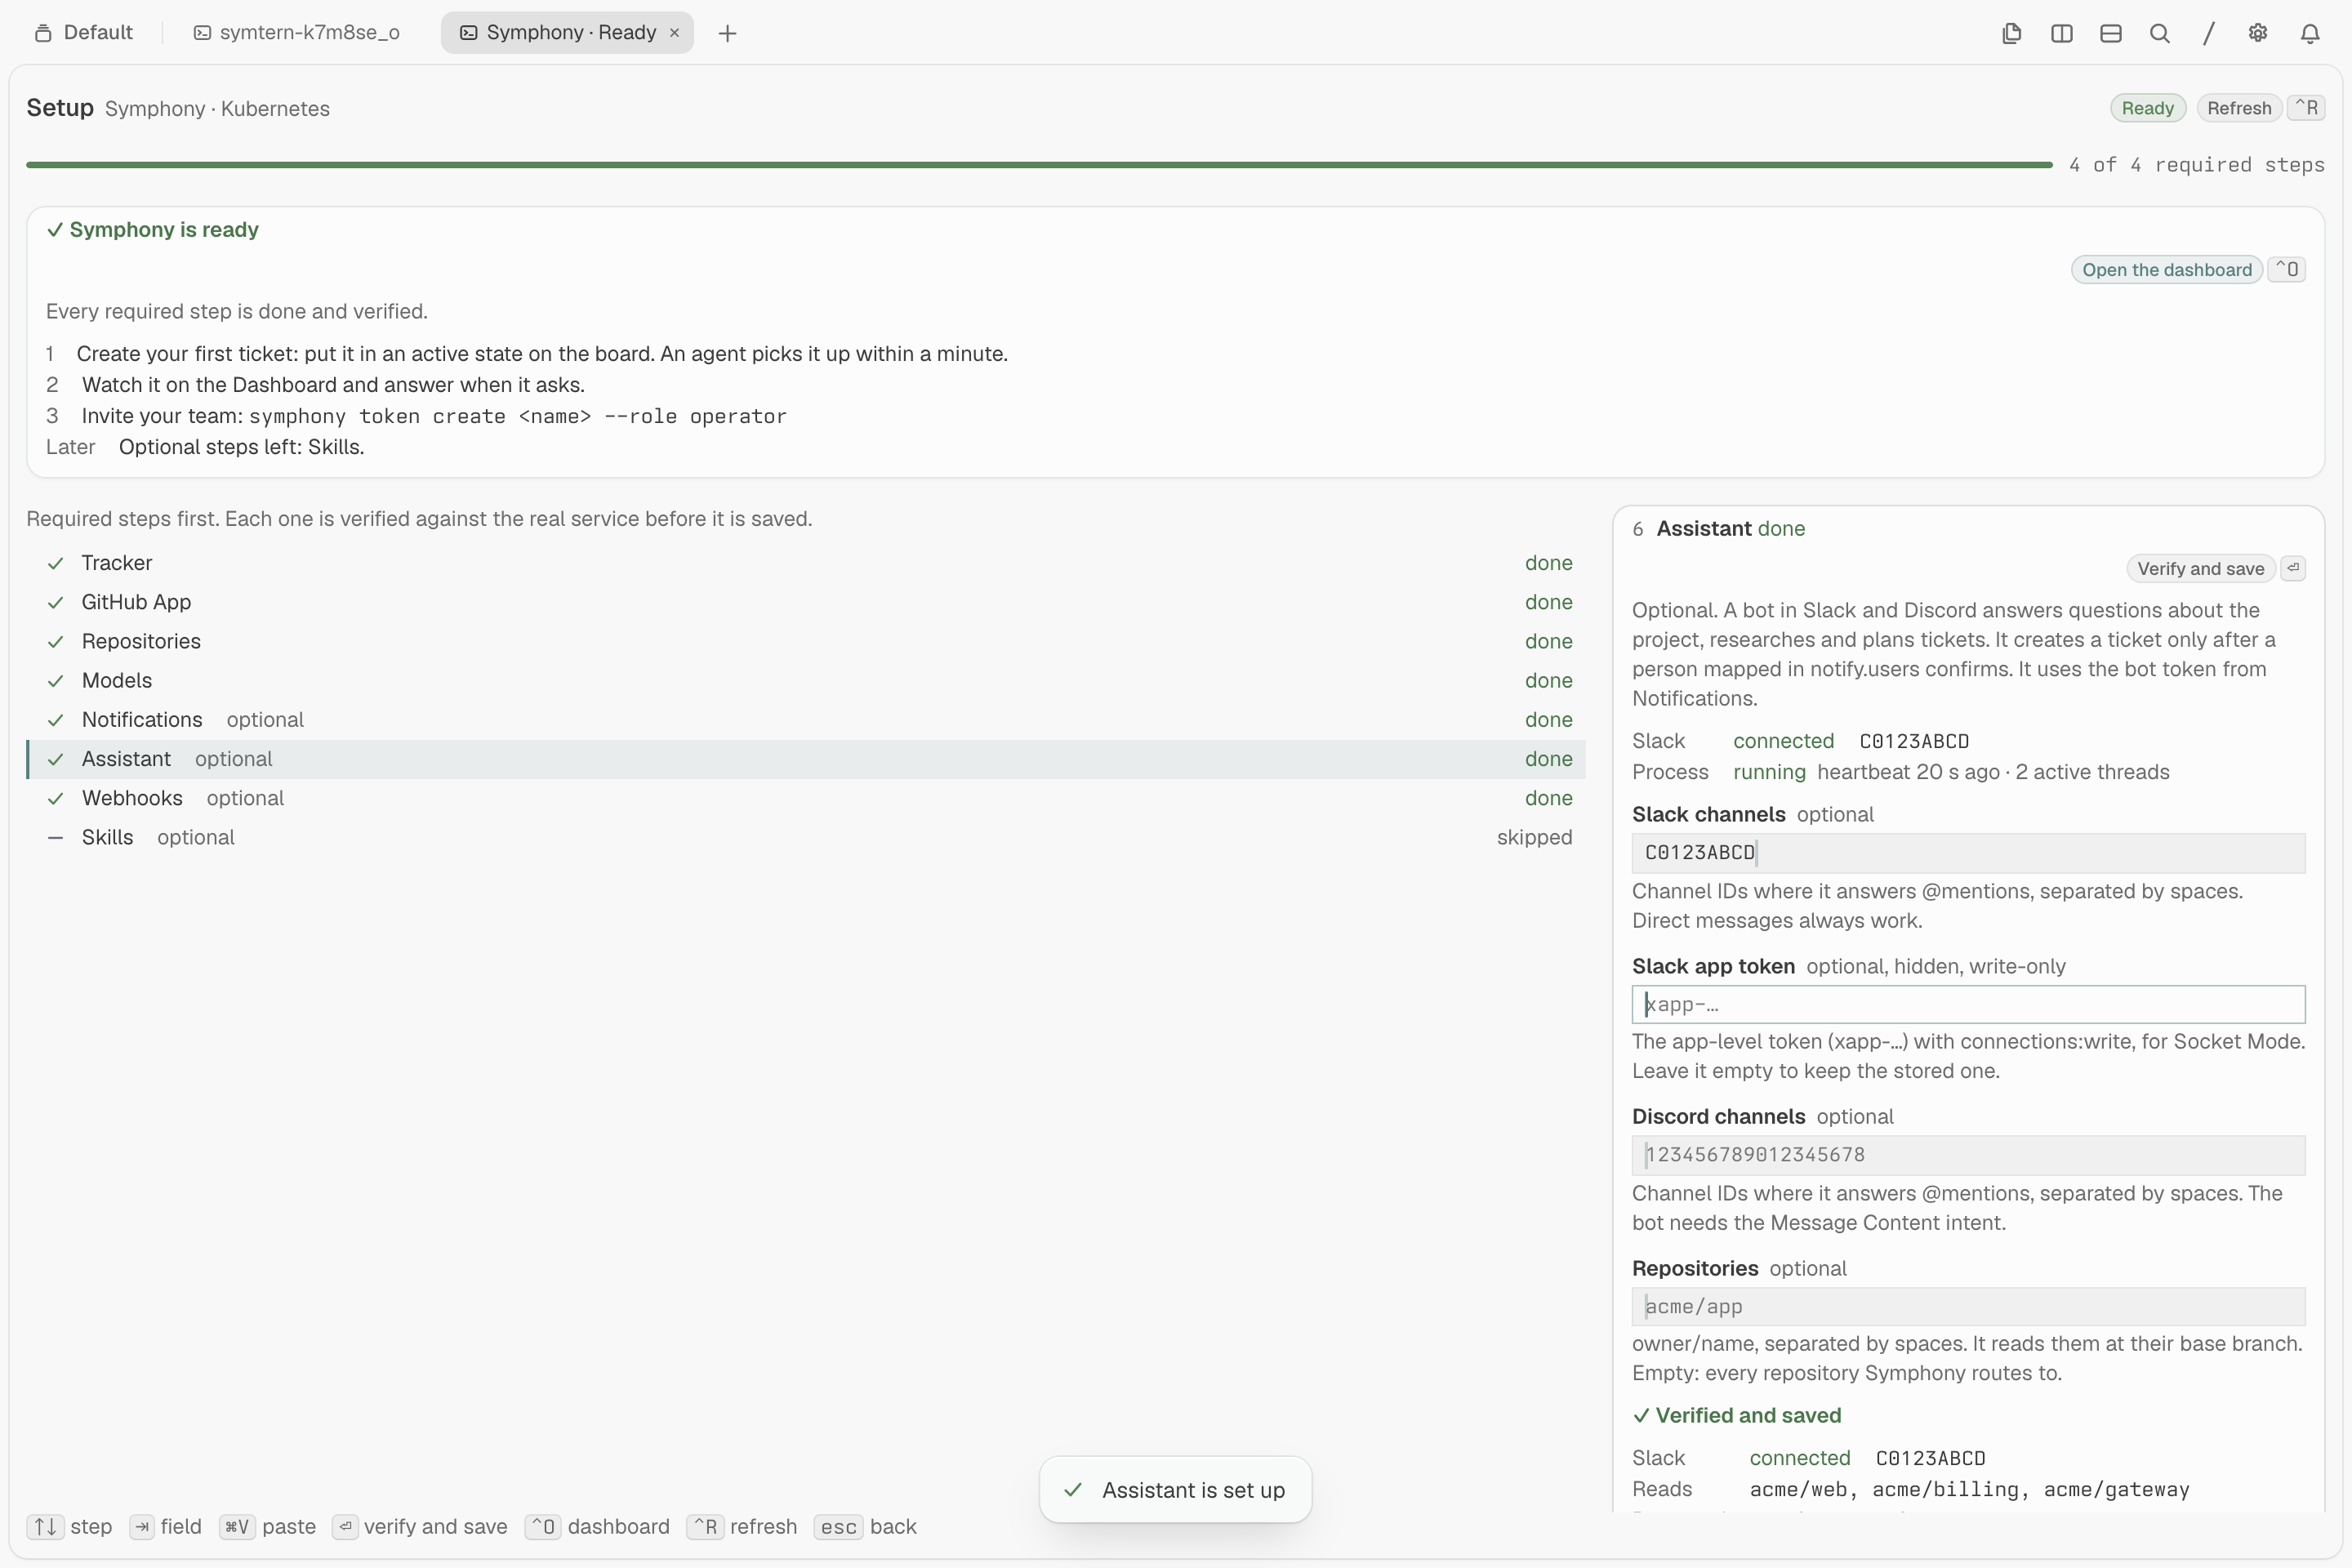 Default
symtern-k7m8se_o
Symphony · Ready ×
Setup Symphony · Kubernetes
Ready Refresh ^R
4 of 4 required steps
✓ Symphony is ready
Open the dashboard ^O
Every required step is done and verified.
1 Create your first ticket: put it in an active state on the board. An agent picks it up within a minute.
2 Watch it on the Dashboard and answer when it asks.
3 Invite your team: symphony token create <name> --role operator
Later Optional steps left: Skills.
Required steps first. Each one is verified against the real service before it is saved.
✓ Tracker done
✓ GitHub App done
✓ Repositories done
✓ Models done
✓ Notifications optional done
✓ Assistant optional done
✓ Webhooks optional done
– Skills optional skipped
6 Assistant done
Verify and save ⏎
Optional. A bot in Slack and Discord answers questions about the
project, researches and plans tickets. It creates a ticket only after a
person mapped in notify.users confirms. It uses the bot token from
Notifications.
Slack connected C0123ABCD
Process running heartbeat 20 s ago · 2 active threads
Slack channels optional
C0123ABCD
Channel IDs where it answers @mentions, separated by spaces.
Direct messages always work.
Slack app token optional, hidden, write-only
xapp-…
The app-level token (xapp-…) with connections:write, for Socket Mode.
Leave it empty to keep the stored one.
Discord channels optional
123456789012345678
Channel IDs where it answers @mentions, separated by spaces. The
bot needs the Message Content intent.
Repositories optional
acme/app
owner/name, separated by spaces. It reads them at their base branch.
Empty: every repository Symphony routes to.
✓ Verified and saved
Slack connected C0123ABCD
Reads acme/web, acme/billing, acme/gateway
✓ Assistant is set up
↑↓ step ⇥ field ⌘V paste ⏎ verify and save ^O dashboard ^R refresh esc back